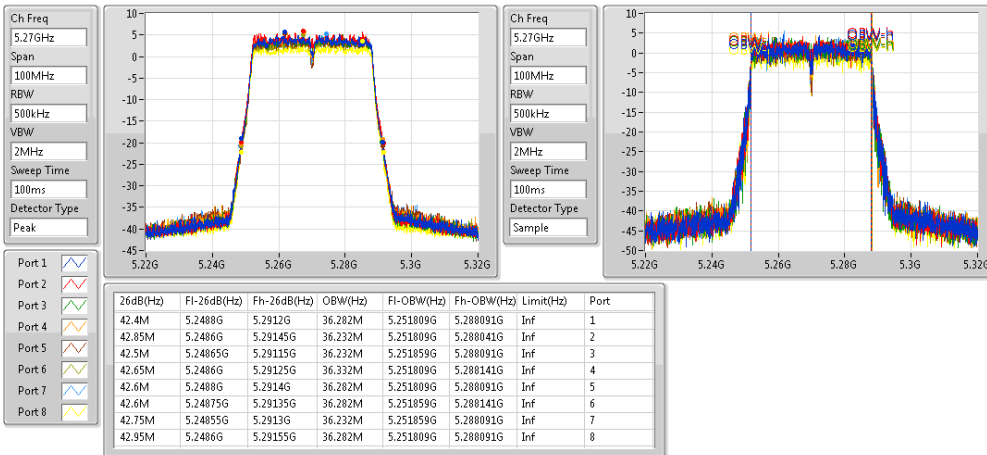 Ch Freq
5.27GHz
Span
100MHz
RBW
500kHz
VBW
2MHz
Sweep Time
100ms
Detector Type
Peak
10
5
0
-5
-10
-15
-20
-25
-30
-35
-40
-45
5.22G 5.24G 5.26G 5.28G 5.3G 5.32G
Ch Freq
5.27GHz
Span
100MHz
RBW
500kHz
VBW
2MHz
Sweep Time
100ms
Detector Type
Sample
10
5
0
-5
-10
-15
-20
-25
-30
-35
-40
-45
-50
5.22G 5.24G 5.26G 5.28G 5.3G 5.32G
OBW-h
OBW-h
Port 1
Port 2
Port 3
Port 4
Port 5
Port 6
Port 7
Port 8
26dB(Hz) Fl-26dB(Hz) Fh-26dB(Hz) OBW(Hz) Fl-OBW(Hz) Fh-OBW(Hz) Limit(Hz) Port
42.4M 5.2488G 5.2912G 36.282M 5.251809G 5.288091G Inf 1
42.85M 5.2486G 5.29145G 36.232M 5.251809G 5.288041G Inf 2
42.5M 5.24865G 5.29115G 36.232M 5.251859G 5.288091G Inf 3
42.65M 5.2486G 5.29125G 36.332M 5.251809G 5.288141G Inf 4
42.6M 5.2488G 5.2914G 36.282M 5.251809G 5.288091G Inf 5
42.6M 5.24875G 5.29135G 36.282M 5.251859G 5.288141G Inf 6
42.75M 5.24855G 5.2913G 36.232M 5.251859G 5.288091G Inf 7
42.95M 5.2486G 5.29155G 36.282M 5.251809G 5.288091G Inf 8